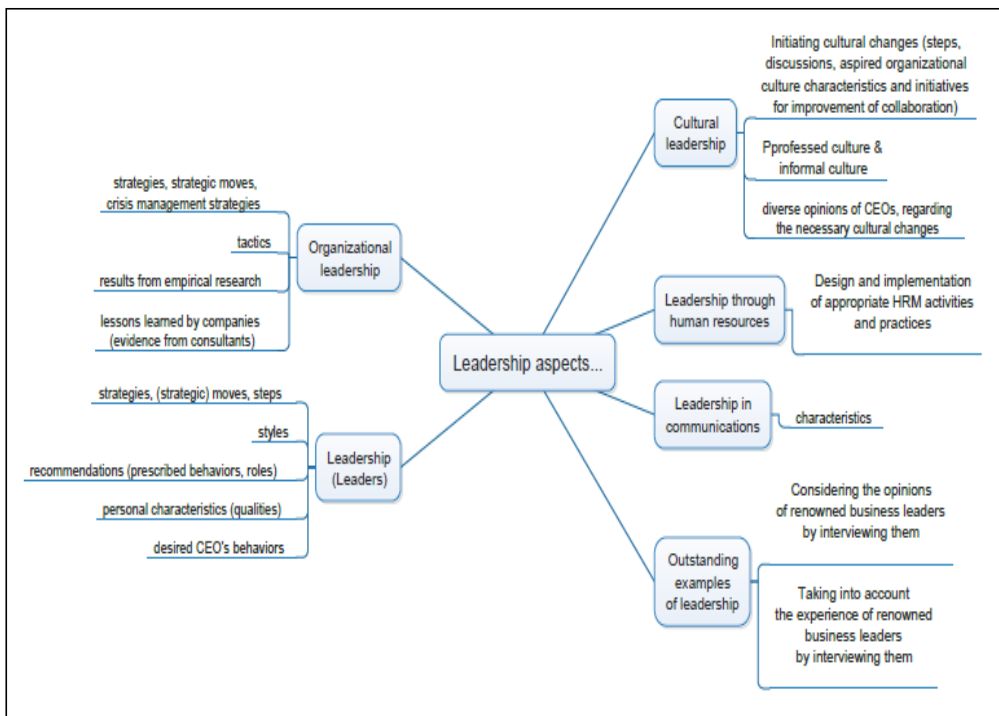 Leadership aspects...
Organizational
leadership
strategies, strategic moves,
crisis management strategies
tactics
results from empirical research
lessons learned by companies
(evidence from consultants)
Leadership
(Leaders)
strategies, (strategic) moves, steps
styles
recommendations (prescribed behaviors, roles)
personal characteristics (qualities)
desired CEO's behaviors
Cultural
leadership
Initiating cultural changes (steps,
discussions, aspired organizational
culture characteristics and initiatives
for improvement of collaboration)
Pprofessed culture &
informal culture
diverse opinions of CEOs, regarding
the necessary cultural changes
Leadership through
human resources
Design and implementation
of appropriate HRM activities
and practices
Leadership in
communications
characteristics
Outstanding
examples
of leadership
Considering the opinions
of renowned business leaders
by interviewing them
Taking into account
the experience of renowned
business leaders
by interviewing them